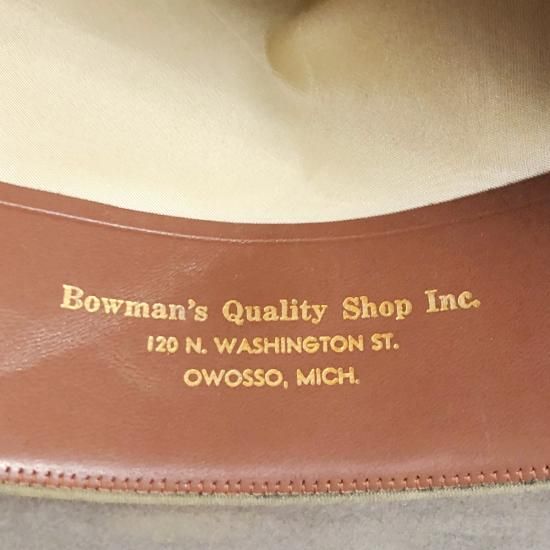 Bowman's Quality Shop Inc.
120 N. WASHINGTON ST.
OWOSSO, MICH.